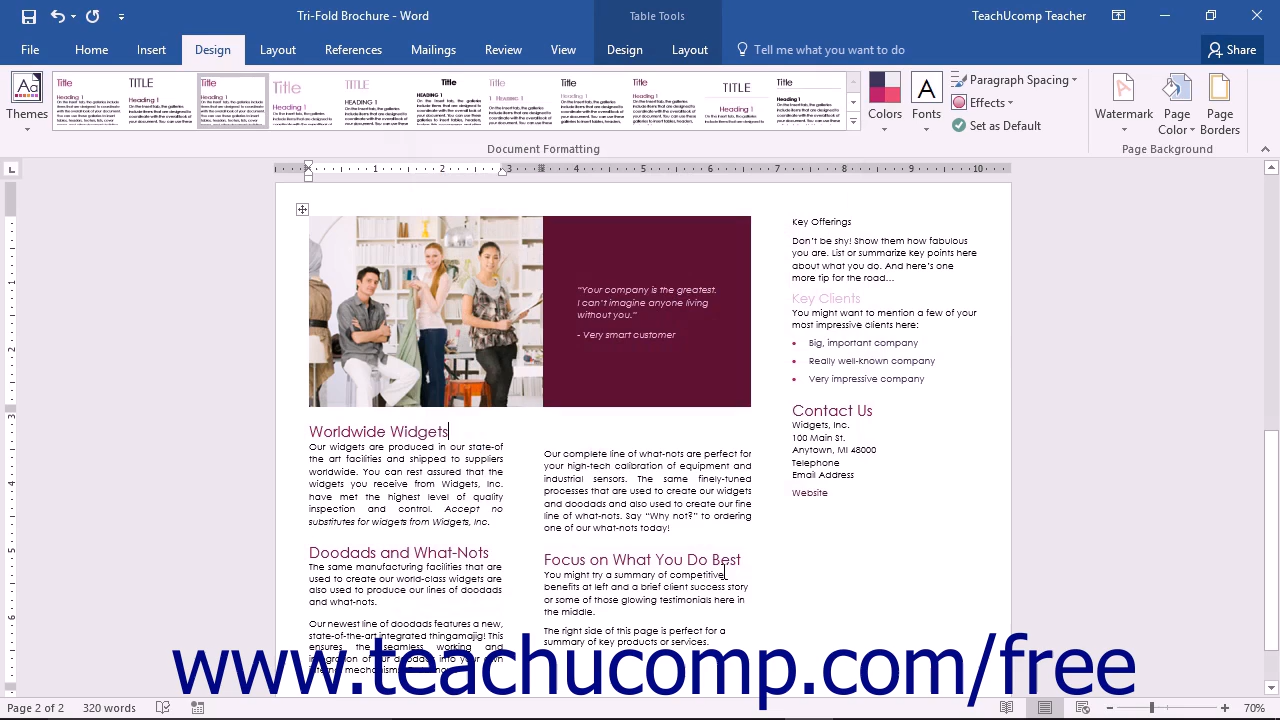 Tri-Fold Brochure - Word
Table Tools
TeachUcomp Teacher
File Home Insert Design Layout References Mailings Review View Design Layout Tell me what you want to do Share
Themes
Colors
Fonts
Paragraph Spacing
Effects
Set as Default
Watermark
Page Color
Page Borders
Document Formatting
Page Background
"Your company is the greatest.
I can't imagine anyone living
without you."
- Very smart customer
Worldwide Widgets
Our widgets are produced in our state-of
the art facilities and shipped to suppliers
worldwide. You can rest assured that the
widgets you receive from Widgets, Inc.
have met the highest level of quality
inspection and control. Accept no
substitutes for widgets from Widgets, Inc.
Doodads and What-Nots
The same manufacturing facilities that are
used to create our world-class widgets are
also used to produce our lines of doodads
and what-nots.
Our newest line of doodads features a new,
state-of-the-art integrated thingamajig! This
ensures the seamless working and
Our complete line of what-nots are perfect for
your high-tech calibration of equipment and
industrial sensors. The same finely-tuned
processes that are used to create our widgets
and doodads and also used to create our fine
line of what-nots. Say "Why not?" to ordering
one of our what-nots today!
Focus on What You Do Best
You might try a summary of competitive
benefits at left and a brief client success story
or some of those glowing testimonials here in
the middle.
The right side of this page is perfect for a
summary of key products or services.
Key Offerings
Don't be shy! Show them how fabulous
you are. List or summarize key points here
about what you do. And here's one
more tip for the road...
Key Clients
You might want to mention a few of your
most impressive clients here:
• Big, important company
• Really well-known company
• Very impressive company
Contact Us
Widgets, Inc.
100 Main St.
Anytown, MI 48000
Telephone
Email Address
Website
www.teachucomp.com/free
Page 2 of 2 320 words
70%